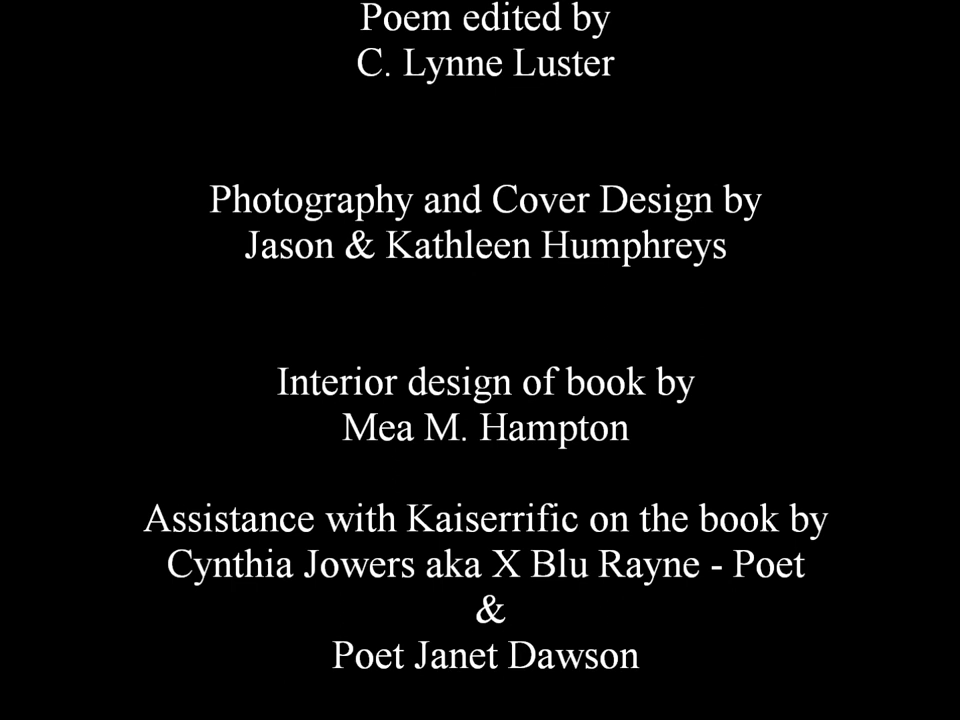 Poem edited by
C. Lynne Luster
Photography and Cover Design by
Jason & Kathleen Humphreys
Interior design of book by
Mea M. Hampton
Assistance with Kaiserrific on the book by
Cynthia Jowers aka X Blu Rayne - Poet
&
Poet Janet Dawson